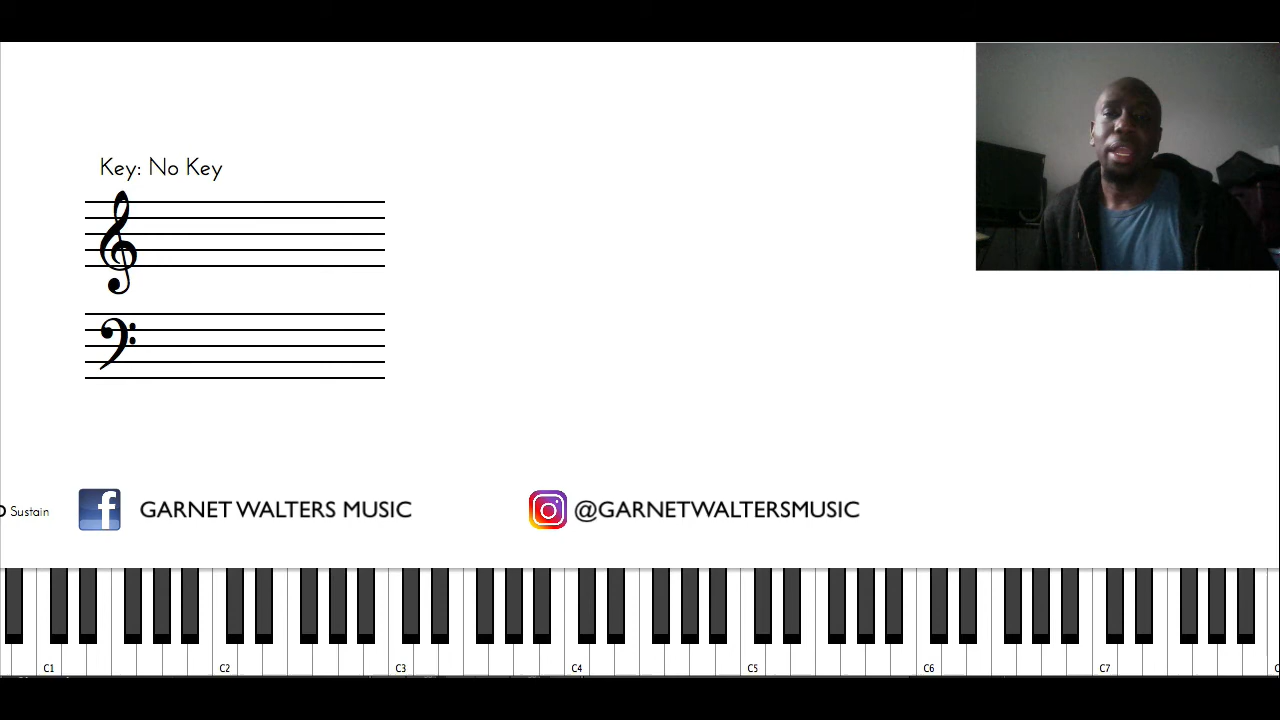 Key: No Key
Sustain
GARNET WALTERS MUSIC
@GARNETWALTERSMUSIC
C1 C2 C3 C4 C5 C6 C7